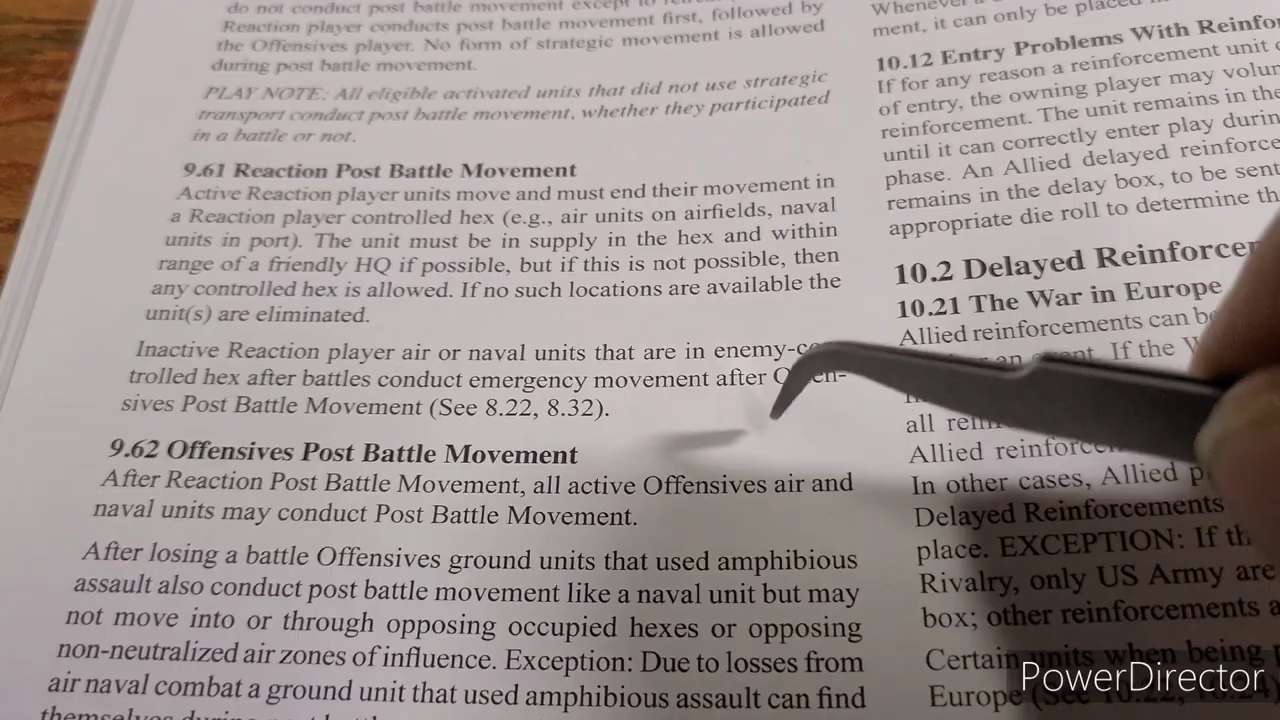 do not conduct post battle movement except to
Reaction player conducts post battle movement first, followed by
the Offensives player. No form of strategic movement is allowed
during post battle movement.
PLAY NOTE: All eligible activated units that did not use strategic
transport conduct post battle movement, whether they participated
in a battle or not.
9.61 Reaction Post Battle Movement
Active Reaction player units move and must end their movement in
a Reaction player controlled hex (e.g., air units on airfields, naval
units in port). The unit must be in supply in the hex and within
range of a friendly HQ if possible, but if this is not possible, then
any controlled hex is allowed. If no such locations are available the
unit(s) are eliminated.
Inactive Reaction player air or naval units that are in
trolled hex after battles conduct emergency movement after
sives Post Battle Movement (See 8.22, 8.32).
9.62 Offensives Post Battle Movement
After Reaction Post Battle Movement, all active Offensives air and
naval units may conduct Post Battle Movement.
After losing a battle Offensives ground units that used amphibious
assault also conduct post battle movement like a naval unit but may
not move into or through opposing occupied hexes or opposing
non-neutralized air zones of influence. Exception: Due to losses from
air naval combat a ground unit that used amphibious assault can find
Whenever a
ment, it can only be placed
10.12 Entry Problems With
If for any reason a reinforcement unit
of entry, the owning player may
reinforcement. The unit remains in the
until it can correctly enter play
phase. An Allied delayed
remains in the delay box, to be sent
appropriate die roll to determine
10.2 Delayed
10.21 The War in Europe
Allied reinforcements can
an event. If the
all
Allied
In other cases, Allied
Delayed Reinforcements
place. EXCEPTION: If
Rivalry, only US Army are
box; other reinforcements
Certain units when being
Europe
PowerDirector